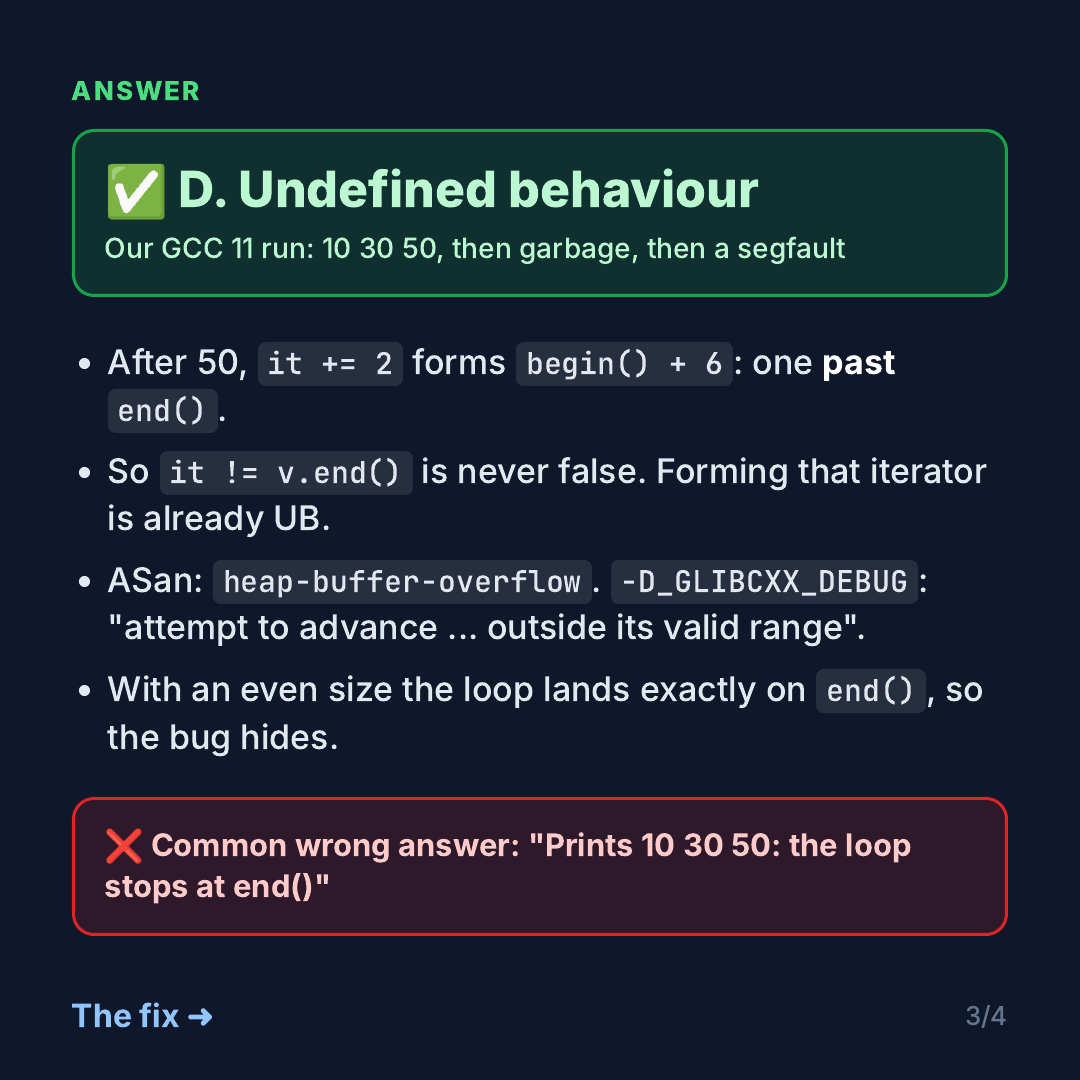 ANSWER
✅ D. Undefined behaviour
Our GCC 11 run: 10 30 50, then garbage, then a segfault
• After 50, it += 2 forms begin() + 6: one past
end().
• So it != v.end() is never false. Forming that iterator
is already UB.
• ASan: heap-buffer-overflow. -D_GLIBCXX_DEBUG:
"attempt to advance ... outside its valid range".
• With an even size the loop lands exactly on end(), so
the bug hides.
❌ Common wrong answer: "Prints 10 30 50: the loop
stops at end()"
The fix ➜
3/4